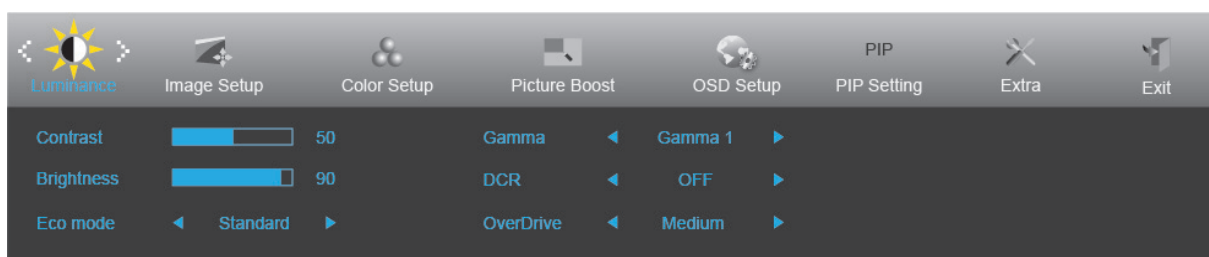 PIP
Luminance Image Setup Color Setup Picture Boost OSD Setup PIP Setting Extra Exit
Contrast 50 Gamma Gamma 1
Brightness 90 DCR OFF
Eco mode Standard OverDrive Medium